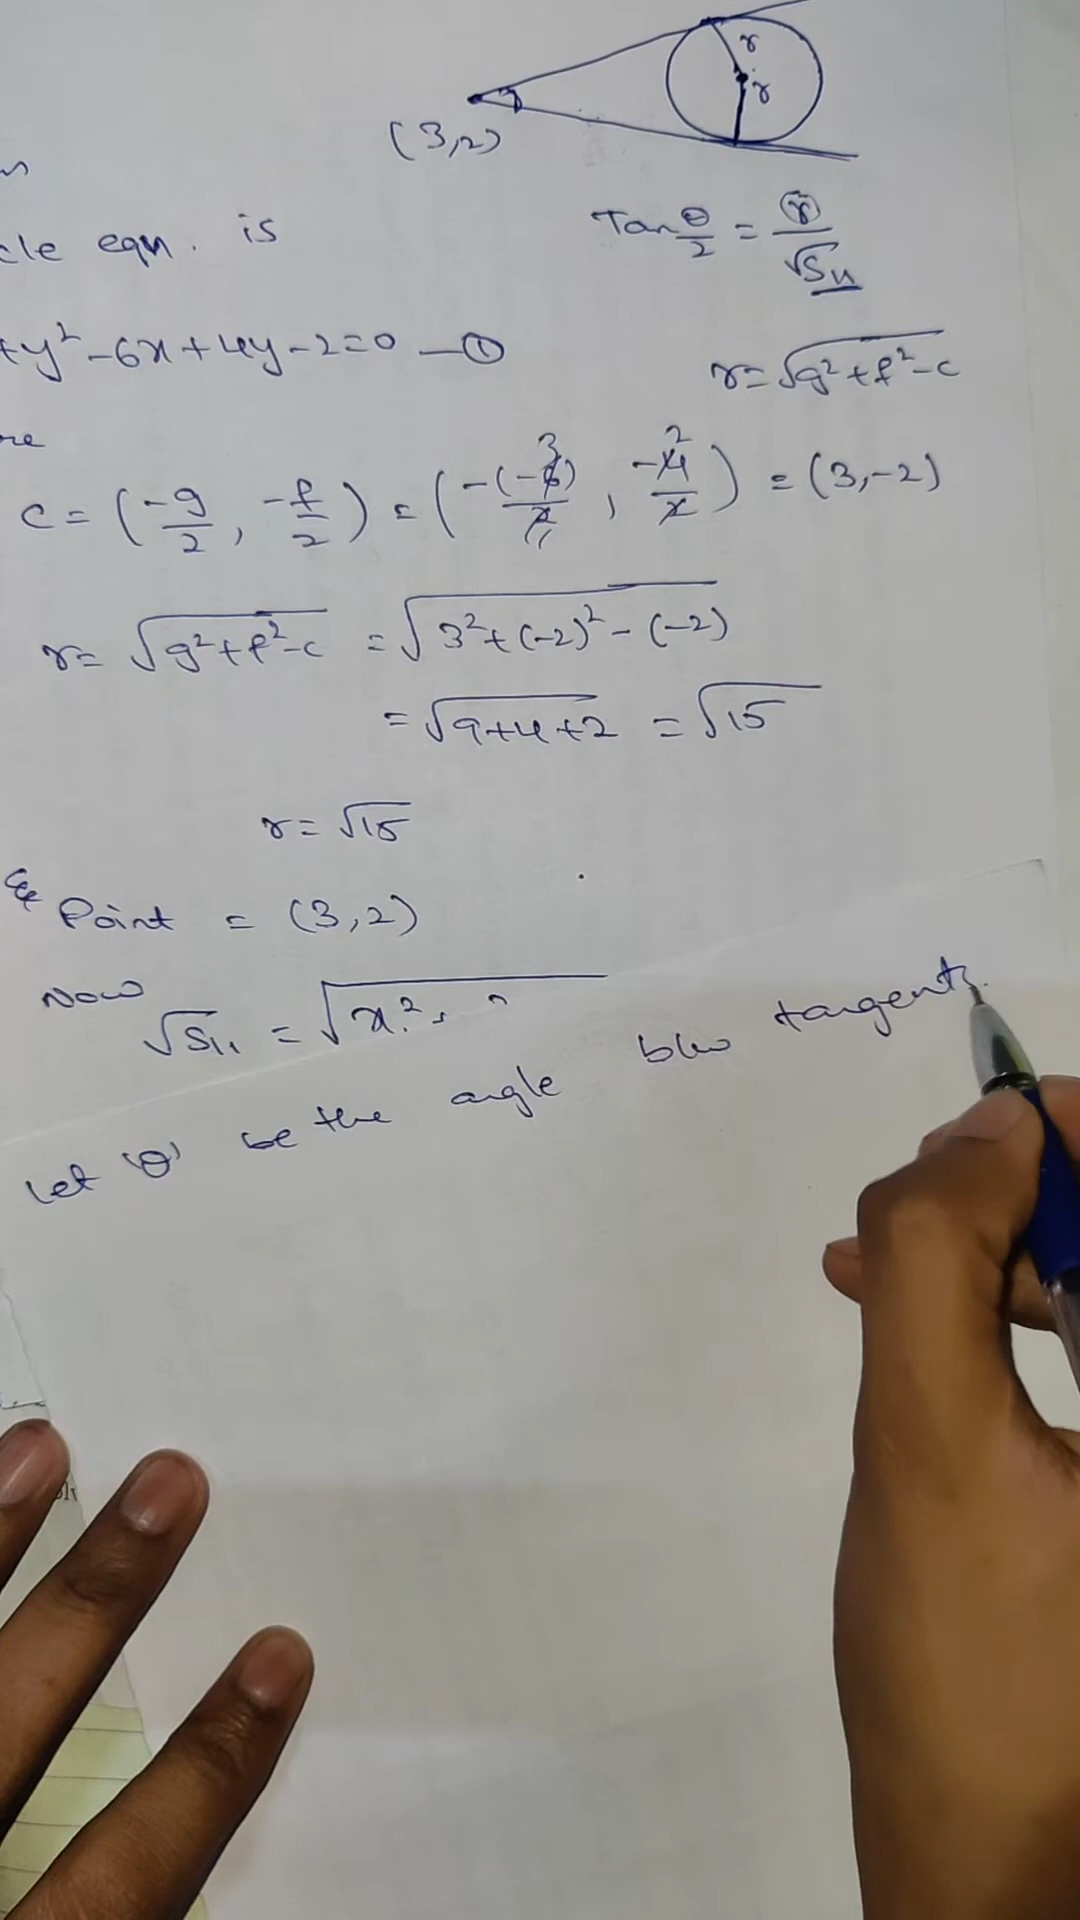 r
r
(3,2)
Tan θ/2 = r/√S₁₁
eqn. is
+y²-6x+4y-2=0 —①
r=√g²+f²-c
c = (-g/2, -f/2) = (-(-6)/2 3, -4/2 2) = (3,-2)
r= √g²+f²-c = √3²+(-2)²-(-2)
= √9+4+2 = √15
r= √15
& Point = (3,2)
Now
√S₁₁ = √x²
Let 'θ' be the angle b/w tangents.